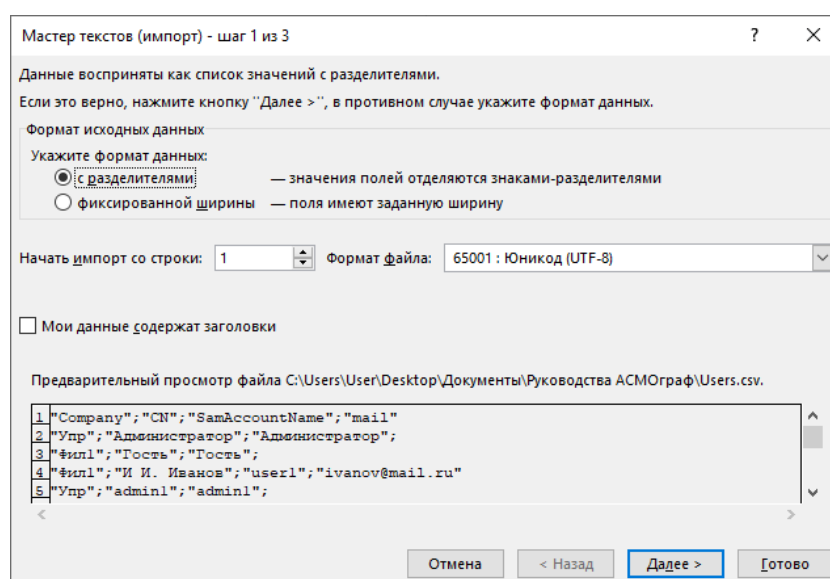 Мастер текстов (импорт) - шаг 1 из 3 ?
Данные восприняты как список значений с разделителями.
Если это верно, нажмите кнопку "Далее >", в противном случае укажите формат данных.
Формат исходных данных
Укажите формат данных:
с разделителями — значения полей отделяются знаками-разделителями
фиксированной ширины — поля имеют заданную ширину
Начать импорт со строки: 1 Формат файла: 65001 : Юникод (UTF-8)
Мои данные содержат заголовки
Предварительный просмотр файла C:\Users\User\Desktop\Документы\Руководства АСМОграф\Users.csv.
1 "Company";"CN";"SamAccountName";"mail"
2 "Упр";"Администратор";"Администратор";
3 "Фил1";"Гость";"Гость";
4 "Фил1";"И И. Иванов";"user1";"ivanov@mail.ru"
5 "Упр";"admin1";"admin1";
Отмена < Назад Далее > Готово